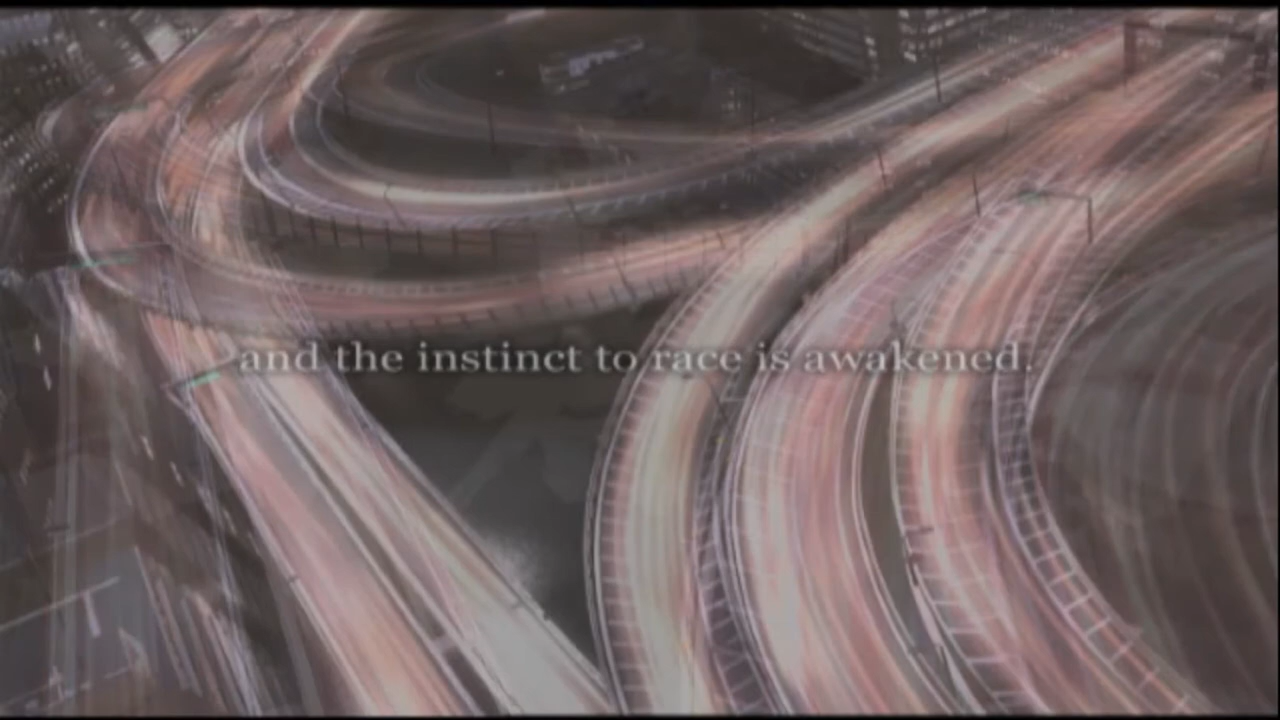 and the instinct to race is awakened.